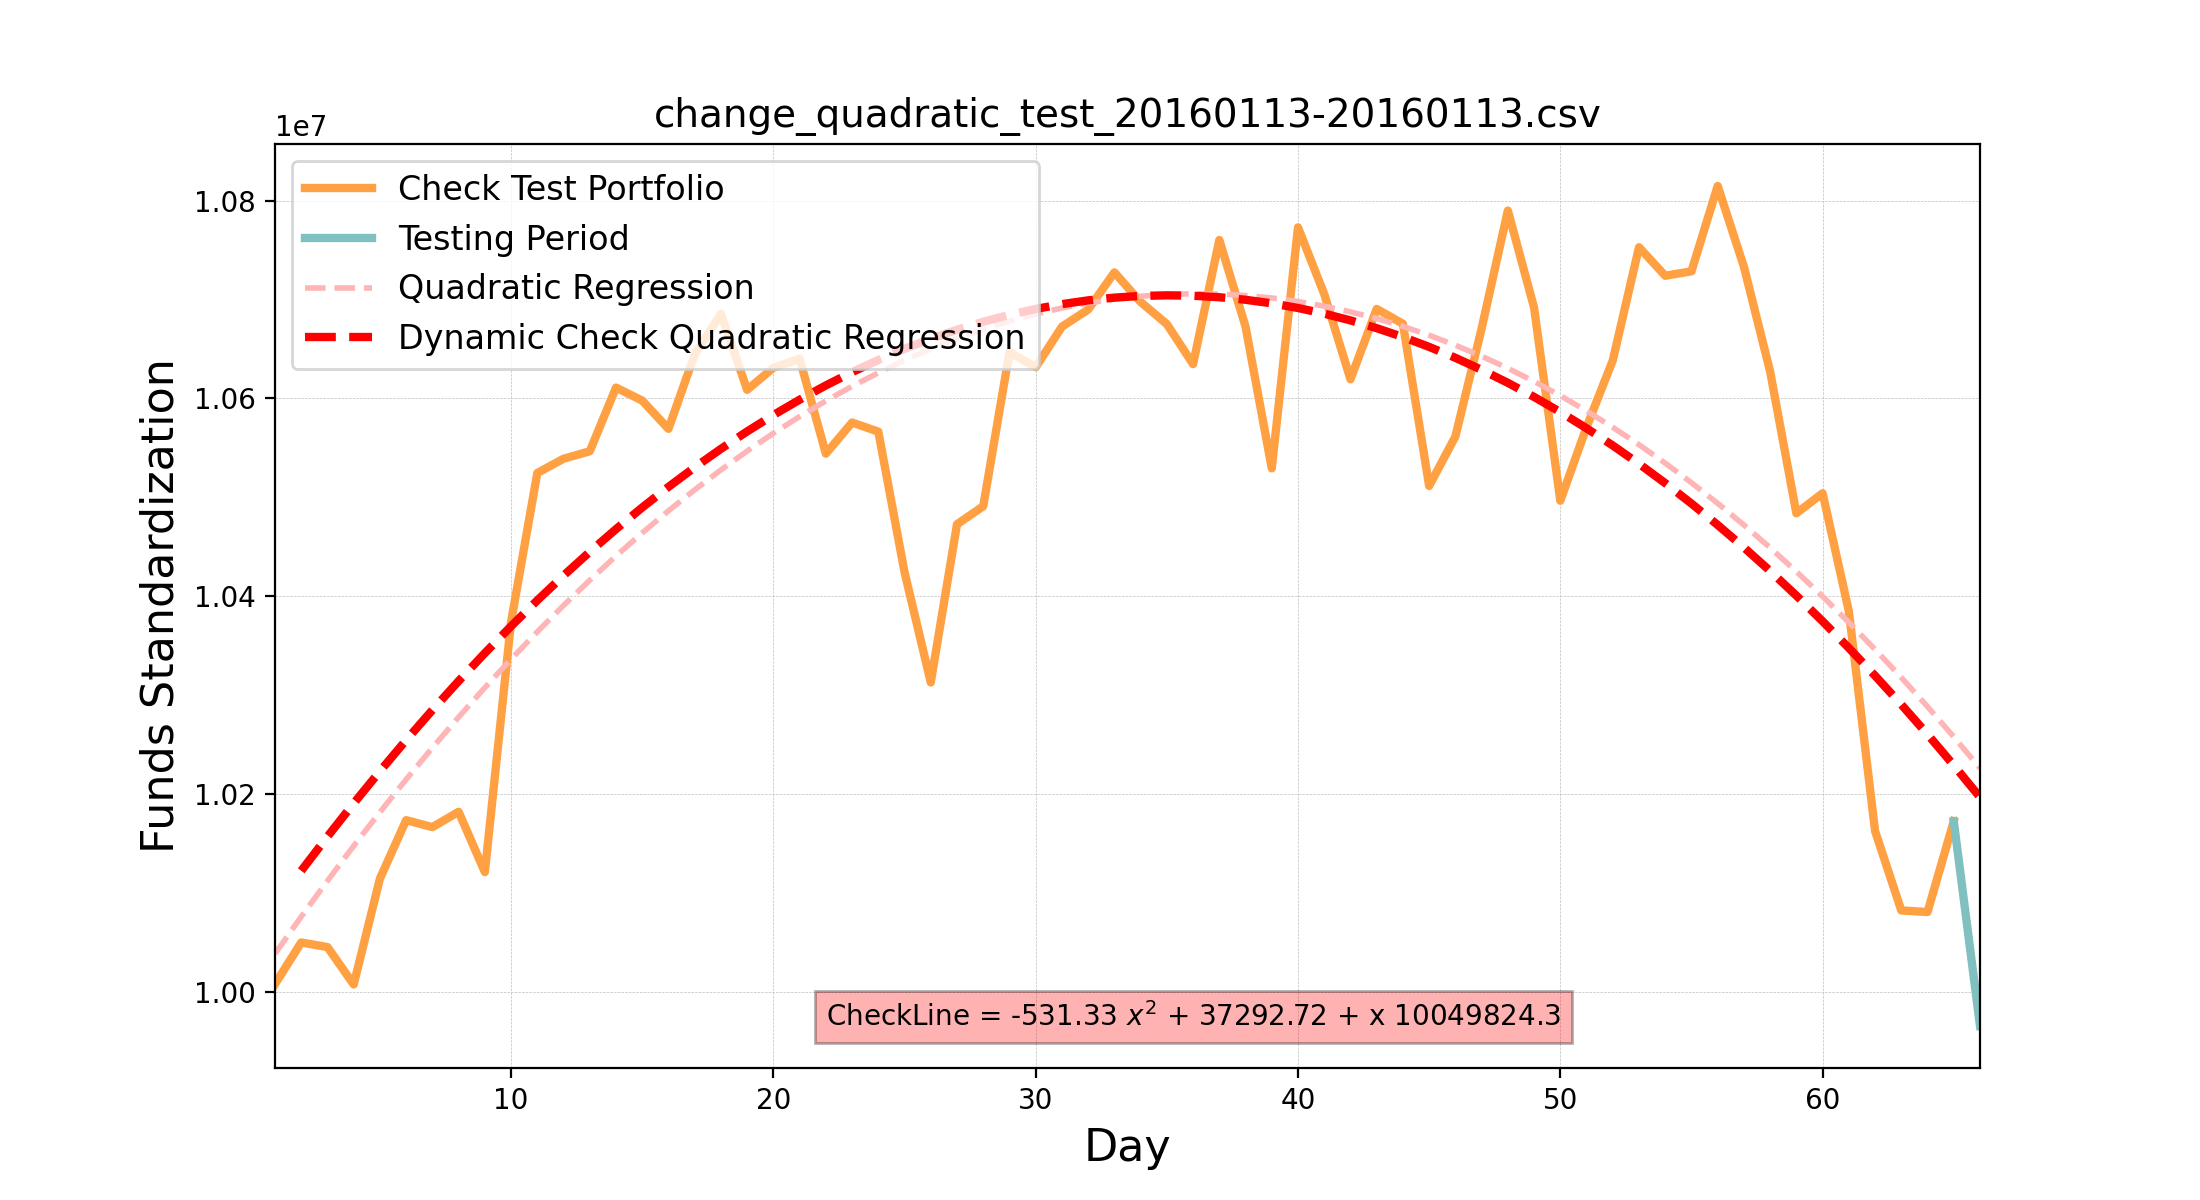 change_quadratic_test_20160113-20160113.csv
1e7
Check Test Portfolio
Testing Period
Quadratic Regression
Dynamic Check Quadratic Regression
1.08
1.06
1.04
1.02
1.00
Funds Standardization
CheckLine = -531.33 x² + 37292.72 + x 10049824.3
10 20 30 40 50 60
Day